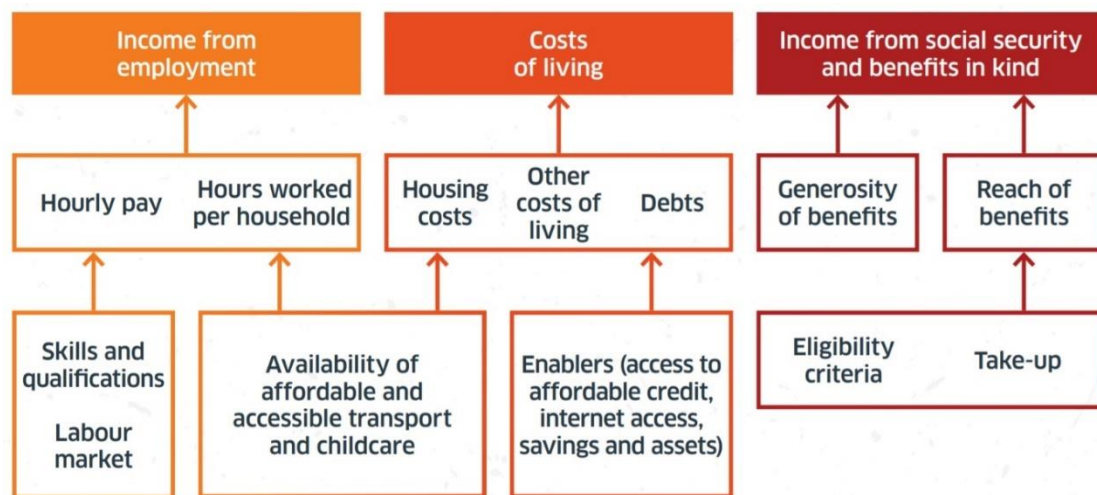 Income from
employment
Costs
of living
Income from social security
and benefits in kind
Hourly pay
Hours worked
per household
Housing
costs
Other
costs of
living
Debts
Generosity
of benefits
Reach of
benefits
Skills and
qualifications
Labour
market
Availability of
affordable and
accessible transport
and childcare
Enablers (access to
affordable credit,
internet access,
savings and assets)
Eligibility
criteria
Take-up